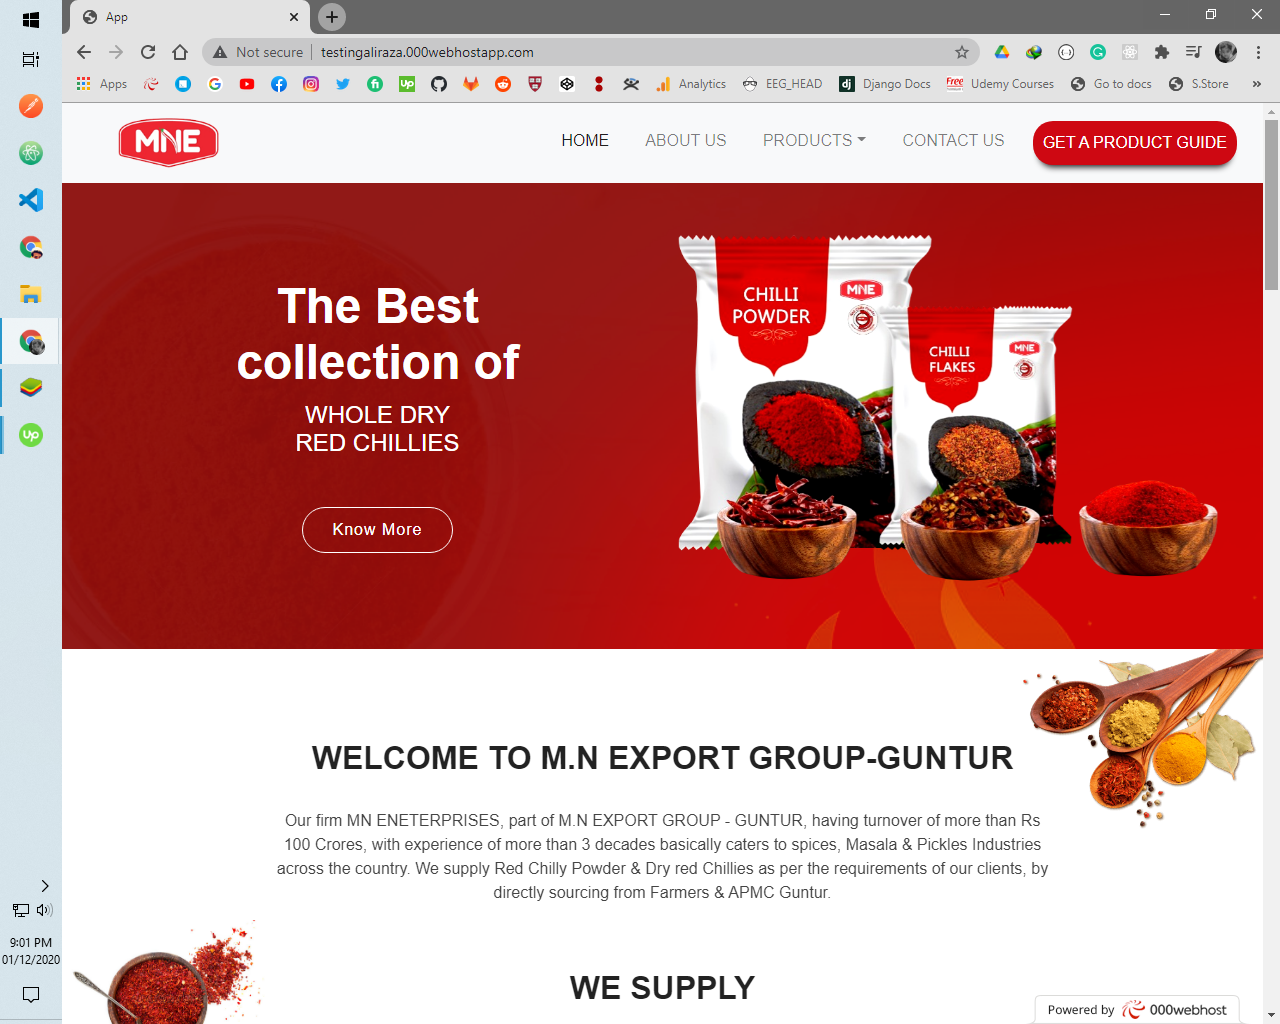 App
Not secure
testingaliraza.000webhostapp.com
Apps
Analytics
EEG_HEAD
dj
Django Docs
Free
Udemy Courses
Go to docs
S.Store
»
MNE
HOME
ABOUT US
PRODUCTS
CONTACT US
GET A PRODUCT GUIDE
The Best
collection of
WHOLE DRY
RED CHILLIES
Know More
CHILLI
POWDER
MNE
CHILLI
FLAKES
MNE
WELCOME TO M.N EXPORT GROUP-GUNTUR
Our firm MN ENETERPRISES, part of M.N EXPORT GROUP - GUNTUR, having turnover of more than Rs
100 Crores, with experience of more than 3 decades basically caters to spices, Masala & Pickles Industries
across the country. We supply Red Chilly Powder & Dry red Chillies as per the requirements of our clients, by
directly sourcing from Farmers & APMC Guntur.
WE SUPPLY
Powered by 000webhost
up
9:01 PM
01/12/2020